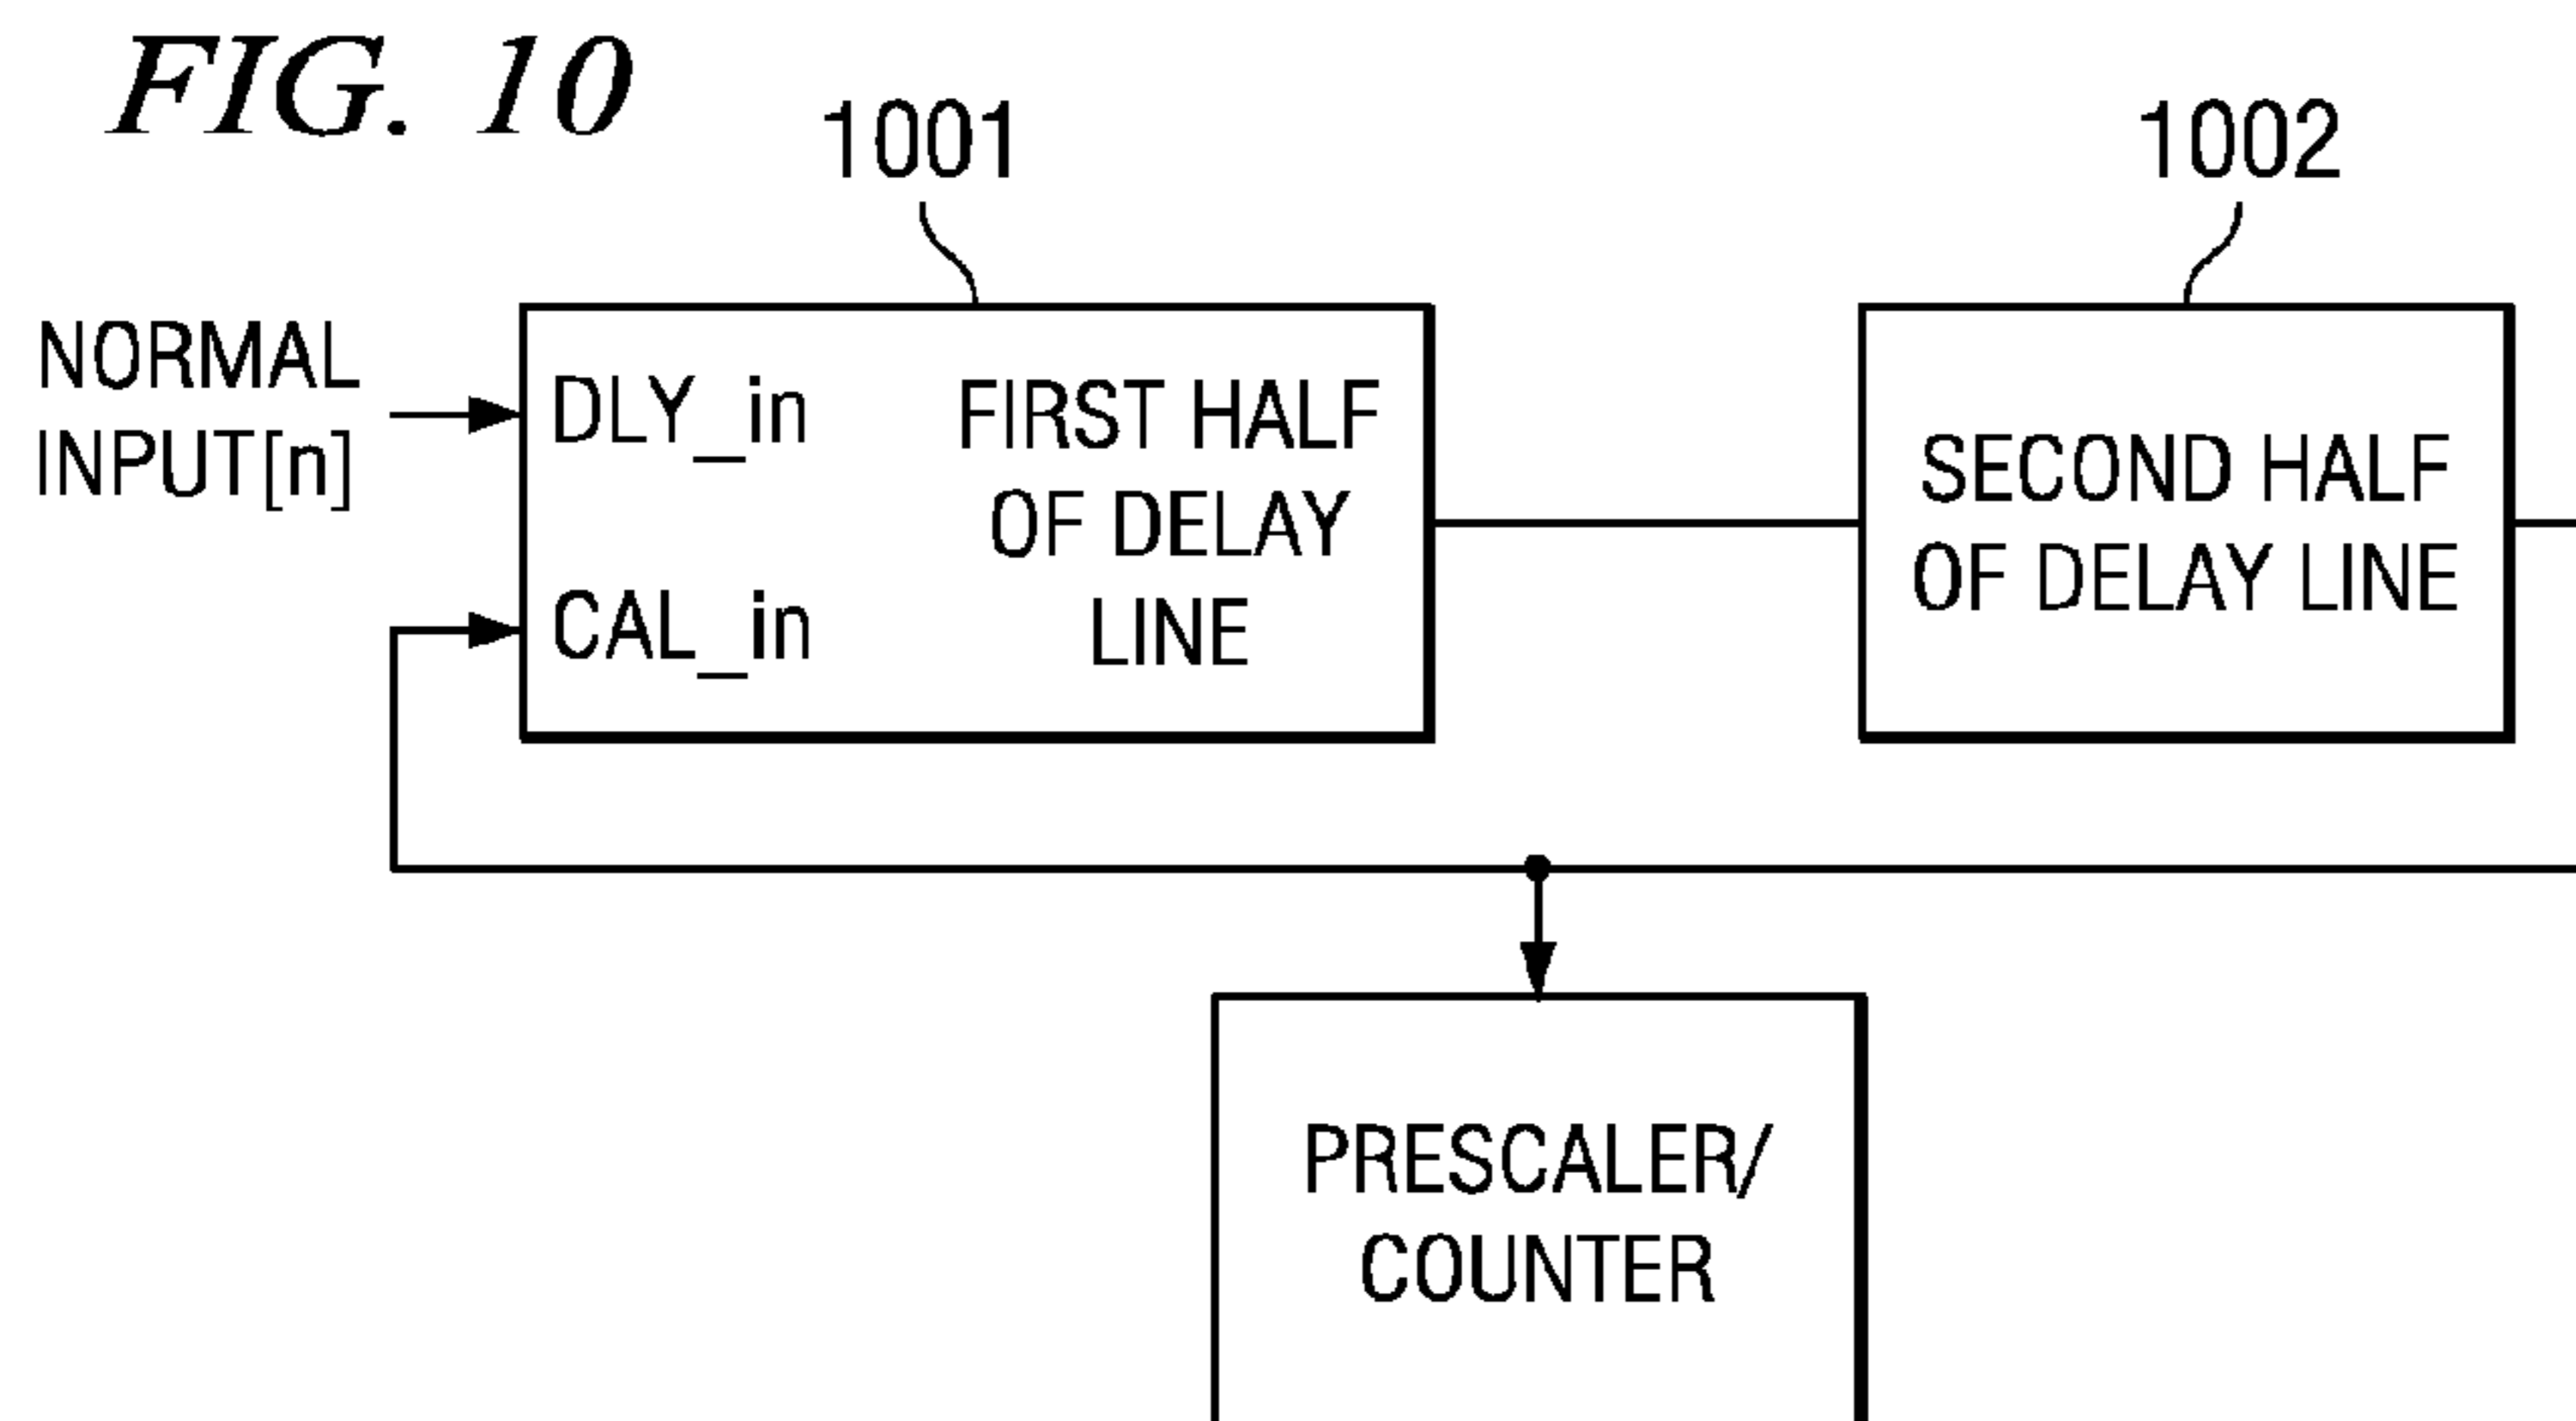 FIG. 10
1001
1002
NORMAL
INPUT[n]
DLY_in
CAL_in
FIRST HALF
OF DELAY
LINE
SECOND HALF
OF DELAY LINE
PRESCALER/
COUNTER